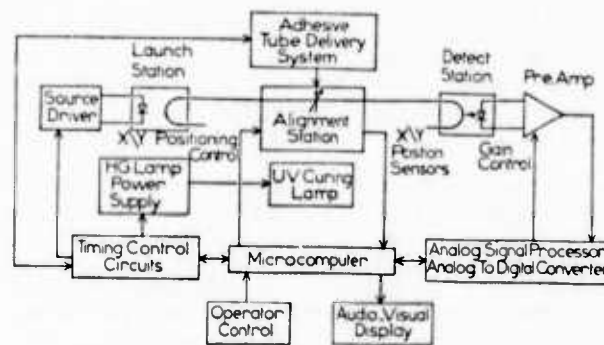 Adhesive
Tube Delivery
System
Launch
Station
Detect
Station
Pre.Amp
Source
Driver
Alignment
Station
X\Y Positioning
Control
X\Y
Position
Sensors
Gain
Control
HG Lamp
Power
Supply
UV Curing
Lamp
Timing Control
Circuits
Microcomputer
Analog Signal Processor
Analog To Digital Converter
Operator
Control
Audio, Visual
Display